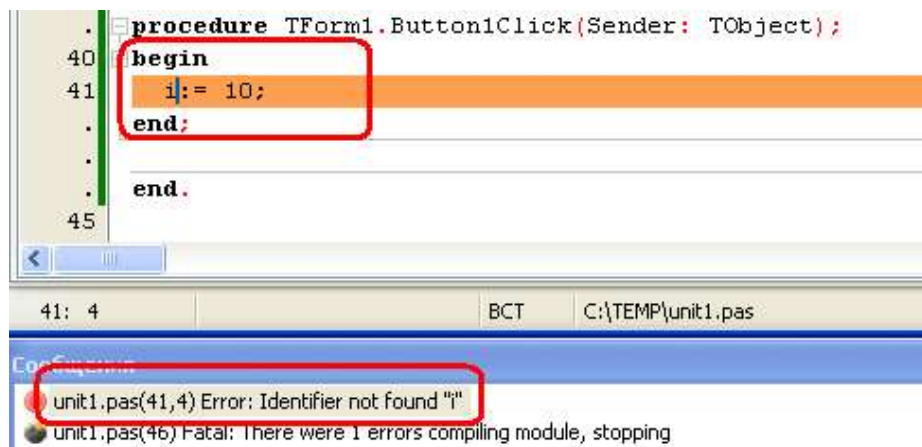 . procedure TForm1.Button1Click(Sender: TObject);
40 begin
41 i:= 10;
. end;
.
. end.
45
41: 4 ВСТ C:\TEMP\unit1.pas
Сообщения
unit1.pas(41,4) Error: Identifier not found "i"
unit1.pas(46) Fatal: There were 1 errors compiling module, stopping